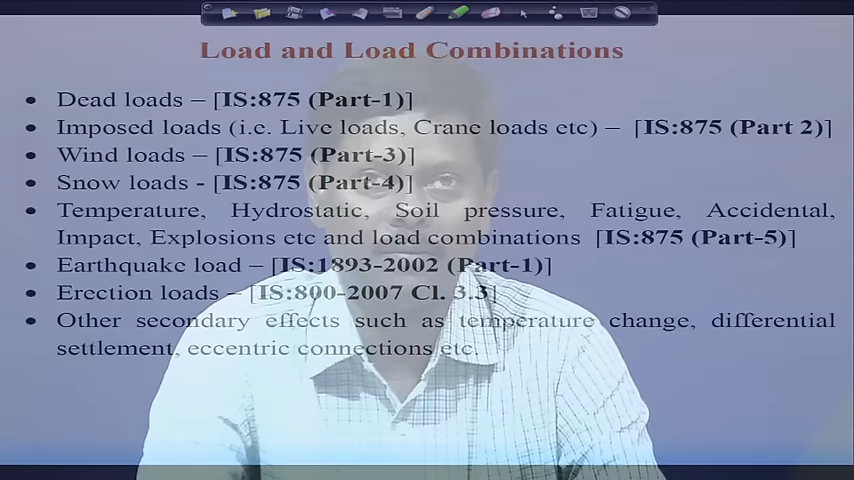 Load and Load Combinations
• Dead loads – [IS:875 (Part-1)]
• Imposed loads (i.e. Live loads, Crane loads etc) – [IS:875 (Part 2)]
• Wind loads – [IS:875 (Part-3)]
• Snow loads - [IS:875 (Part-4)]
• Temperature, Hydrostatic, Soil pressure, Fatigue, Accidental,
Impact, Explosions etc and load combinations [IS:875 (Part-5)]
• Earthquake load – [IS:1893-2002 (Part-1)]
• Erection loads – [IS:800-2007 Cl. 3.3]
• Other secondary effects such as temperature change, differential
settlement, eccentric connections etc.